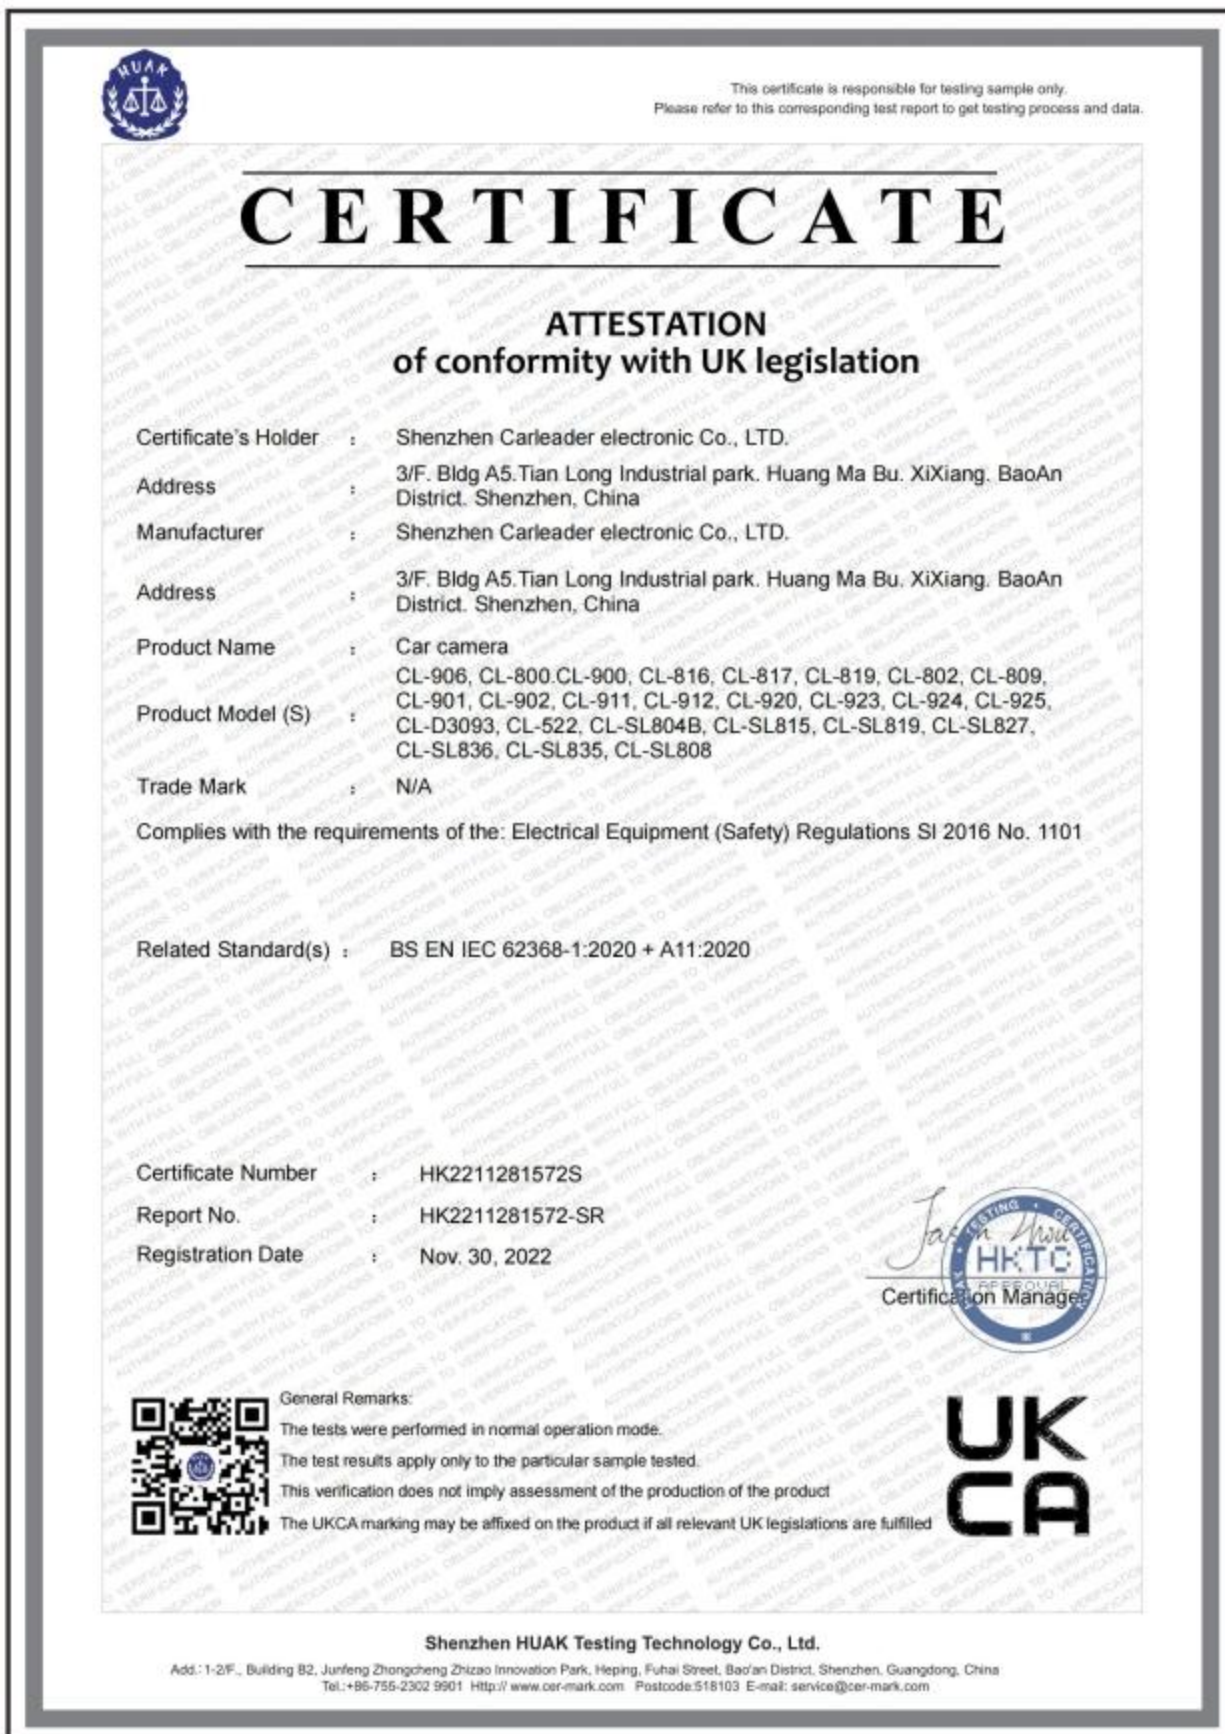 HUAK
This certificate is responsible for testing sample only.
Please refer to this corresponding test report to get testing process and data.
CERTIFICATE
ATTESTATION
of conformity with UK legislation
Certificate's Holder : Shenzhen Carleader electronic Co., LTD.
Address : 3/F. Bldg A5.Tian Long Industrial park. Huang Ma Bu. XiXiang. BaoAn
District. Shenzhen, China
Manufacturer : Shenzhen Carleader electronic Co., LTD.
Address : 3/F. Bldg A5.Tian Long Industrial park. Huang Ma Bu. XiXiang. BaoAn
District. Shenzhen, China
Product Name : Car camera
Product Model (S) : CL-906, CL-800.CL-900, CL-816, CL-817, CL-819, CL-802, CL-809,
CL-901, CL-902, CL-911, CL-912, CL-920, CL-923, CL-924, CL-925,
CL-D3093, CL-522, CL-SL804B, CL-SL815, CL-SL819, CL-SL827,
CL-SL836, CL-SL835, CL-SL808
Trade Mark : N/A
Complies with the requirements of the: Electrical Equipment (Safety) Regulations SI 2016 No. 1101
Related Standard(s) : BS EN IEC 62368-1:2020 + A11:2020
Certificate Number : HK2211281572S
Report No. : HK2211281572-SR
Registration Date : Nov. 30, 2022
Jason Zhou
HUAK TESTING CERTIFICATION
HKTC
APPROVAL
Certification Manager
General Remarks:
The tests were performed in normal operation mode.
The test results apply only to the particular sample tested.
This verification does not imply assessment of the production of the product
The UKCA marking may be affixed on the product if all relevant UK legislations are fulfilled
UK
CA
Shenzhen HUAK Testing Technology Co., Ltd.
Add.: 1-2/F., Building B2, Junfeng Zhongcheng Zhizao Innovation Park, Heping, Fuhai Street, Bao'an District, Shenzhen, Guangdong, China
Tel.:+86-755-2302 9901 Http:// www.cer-mark.com Postcode:518103 E-mail: service@cer-mark.com